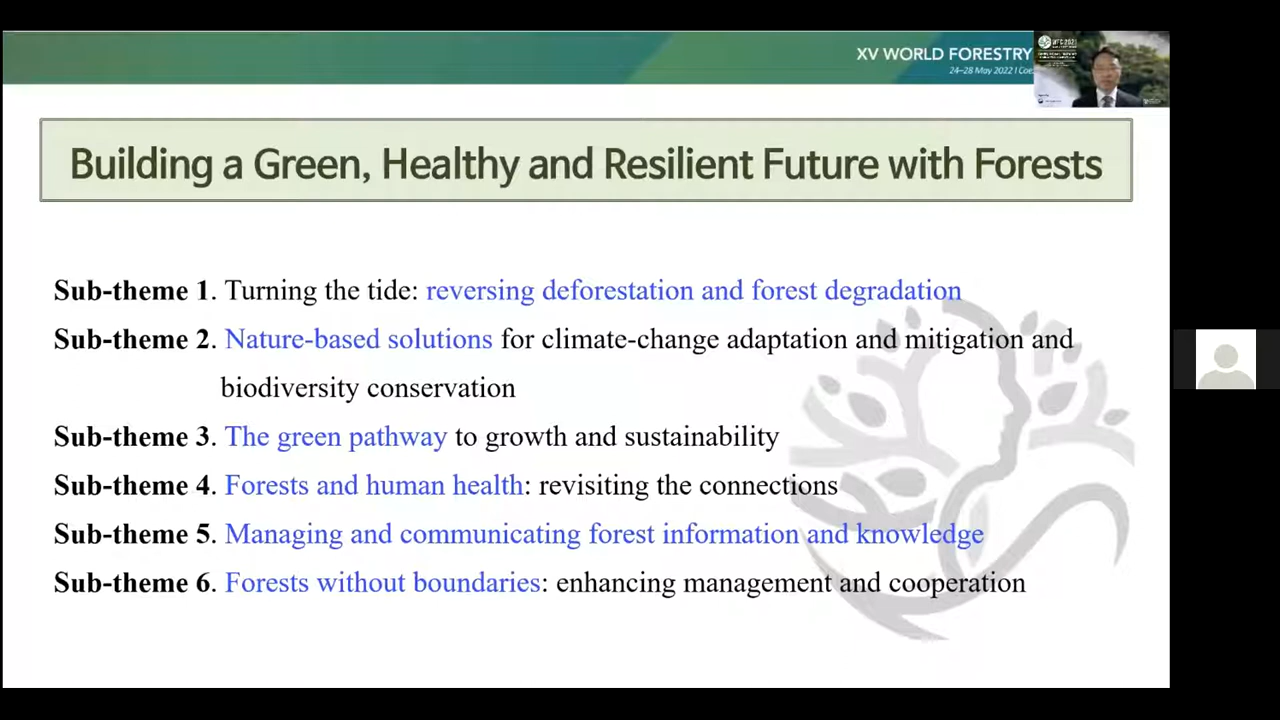 XV WORLD FORESTRY
24–28 May 2022 I
Building a Green, Healthy and Resilient Future with Forests
Sub-theme 1. Turning the tide: reversing deforestation and forest degradation
Sub-theme 2. Nature-based solutions for climate-change adaptation and mitigation and
biodiversity conservation
Sub-theme 3. The green pathway to growth and sustainability
Sub-theme 4. Forests and human health: revisiting the connections
Sub-theme 5. Managing and communicating forest information and knowledge
Sub-theme 6. Forests without boundaries: enhancing management and cooperation